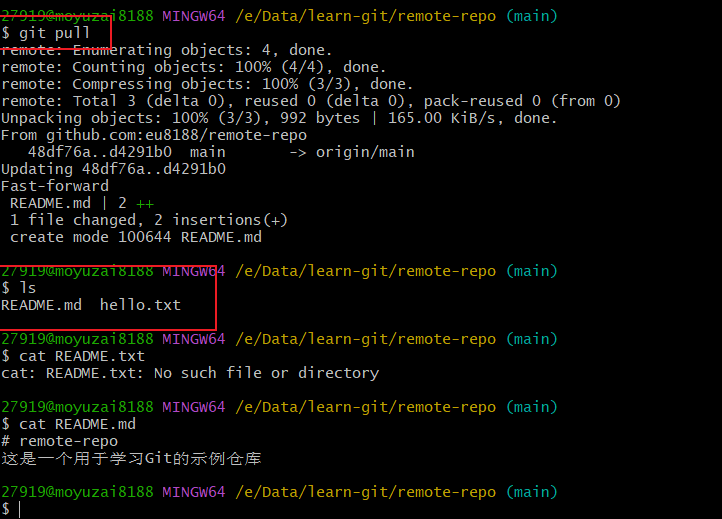 27919@moyuzai8188 MINGW64 /e/Data/learn-git/remote-repo (main)
$ git pull
remote: Enumerating objects: 4, done.
remote: Counting objects: 100% (4/4), done.
remote: Compressing objects: 100% (3/3), done.
remote: Total 3 (delta 0), reused 0 (delta 0), pack-reused 0 (from 0)
Unpacking objects: 100% (3/3), 992 bytes | 165.00 KiB/s, done.
From github.com:eu8188/remote-repo
   48df76a..d4291b0  main       -> origin/main
Updating 48df76a..d4291b0
Fast-forward
 README.md | 2 ++
 1 file changed, 2 insertions(+)
 create mode 100644 README.md
27919@moyuzai8188 MINGW64 /e/Data/learn-git/remote-repo (main)
$ ls
README.md  hello.txt
27919@moyuzai8188 MINGW64 /e/Data/learn-git/remote-repo (main)
$ cat README.txt
cat: README.txt: No such file or directory
27919@moyuzai8188 MINGW64 /e/Data/learn-git/remote-repo (main)
$ cat README.md
# remote-repo
这是一个用于学习Git的示例仓库
27919@moyuzai8188 MINGW64 /e/Data/learn-git/remote-repo (main)
$